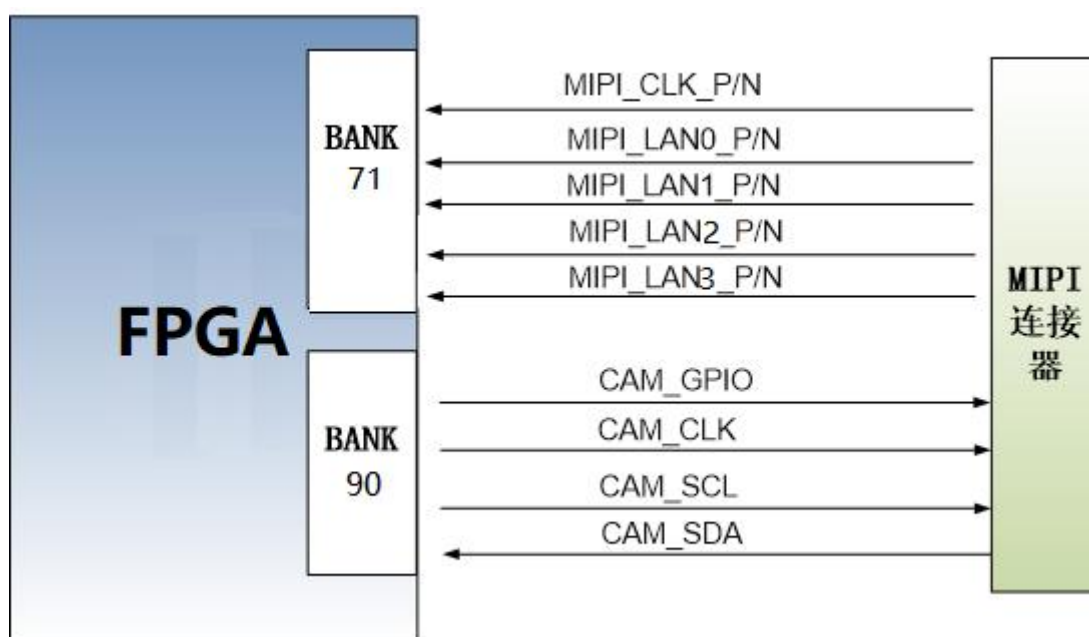 BANK
71
MIPI_CLK_P/N
MIPI_LAN0_P/N
MIPI_LAN1_P/N
MIPI_LAN2_P/N
MIPI_LAN3_P/N
FPGA
MIPI
连接
器
BANK
90
CAM_GPIO
CAM_CLK
CAM_SCL
CAM_SDA